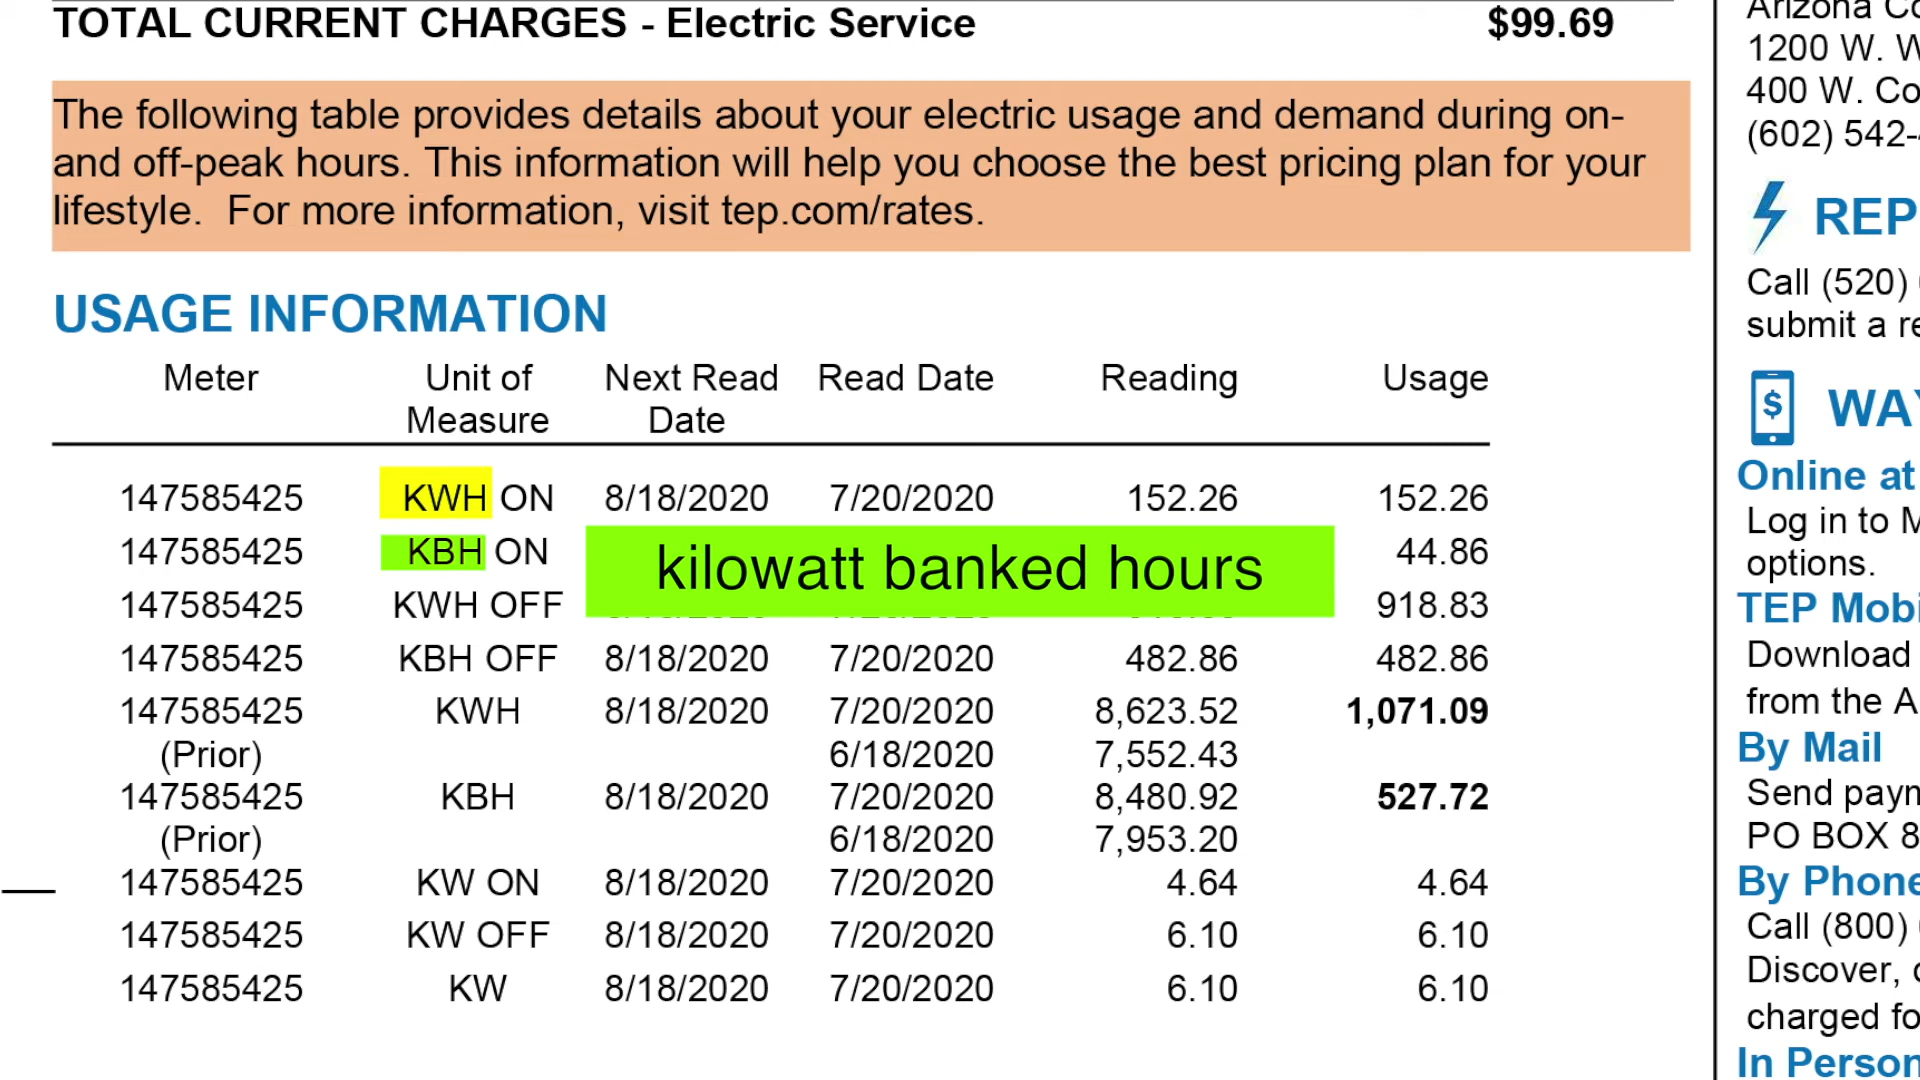 TOTAL CURRENT CHARGES - Electric Service $99.69
The following table provides details about your electric usage and demand during on-
and off-peak hours. This information will help you choose the best pricing plan for your
lifestyle. For more information, visit tep.com/rates.
USAGE INFORMATION
Meter Unit of Measure Next Read Date Read Date Reading Usage
147585425 KWH ON 8/18/2020 7/20/2020 152.26 152.26
147585425 KBH ON kilowatt banked hours 44.86
147585425 KWH OFF 918.83
147585425 KBH OFF 8/18/2020 7/20/2020 482.86 482.86
147585425 KWH 8/18/2020 7/20/2020 8,623.52 1,071.09
(Prior) 6/18/2020 7,552.43
147585425 KBH 8/18/2020 7/20/2020 8,480.92 527.72
(Prior) 6/18/2020 7,953.20
147585425 KW ON 8/18/2020 7/20/2020 4.64 4.64
147585425 KW OFF 8/18/2020 7/20/2020 6.10 6.10
147585425 KW 8/18/2020 7/20/2020 6.10 6.10
Arizona Co
1200 W. W
400 W. Co
(602) 542-
REP
Call (520)
submit a re
$
WAY
Online at
Log in to M
options.
TEP Mobi
Download
from the A
By Mail
Send paym
PO BOX 8
By Phone
Call (800)
Discover,
charged fo
In Person